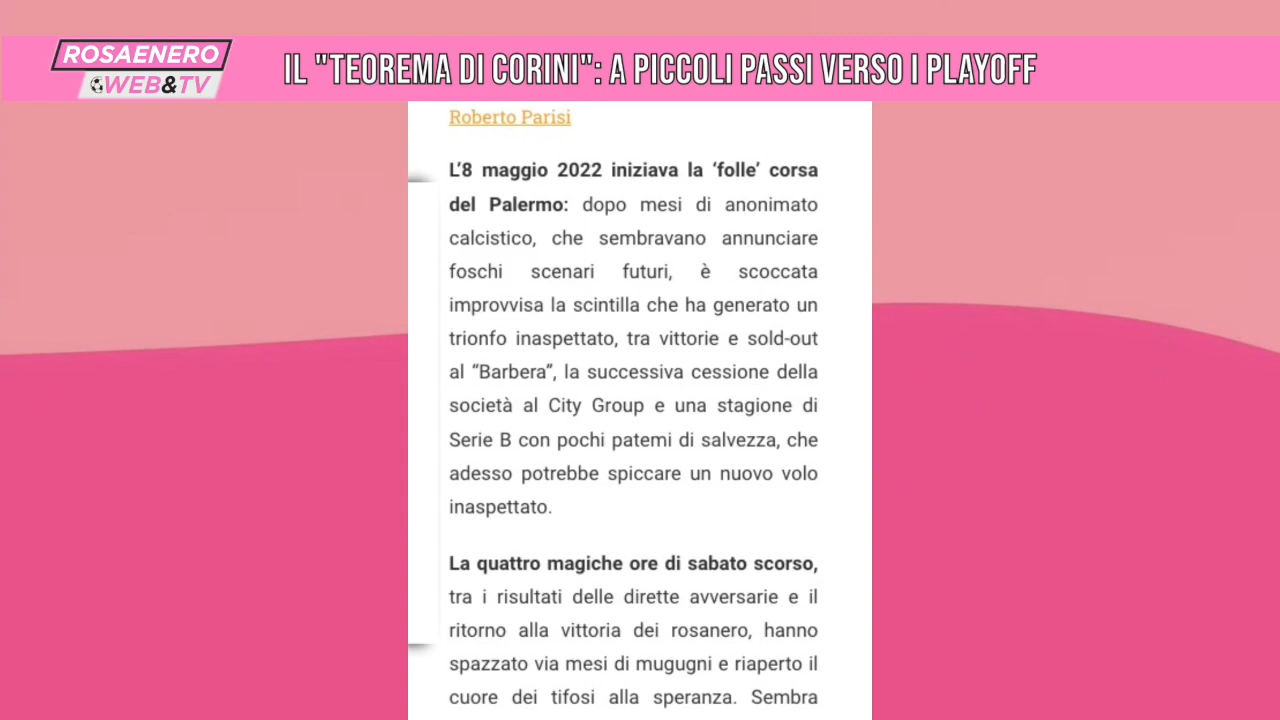 ROSAENERO
WEB&TV
IL "TEOREMA DI CORINI": A PICCOLI PASSI VERSO I PLAYOFF
Roberto Parisi
L’8 maggio 2022 iniziava la ‘folle’ corsa
del Palermo: dopo mesi di anonimato
calcistico, che sembravano annunciare
foschi scenari futuri, è scoccata
improvvisa la scintilla che ha generato un
trionfo inaspettato, tra vittorie e sold-out
al “Barbera”, la successiva cessione della
società al City Group e una stagione di
Serie B con pochi patemi di salvezza, che
adesso potrebbe spiccare un nuovo volo
inaspettato.
La quattro magiche ore di sabato scorso,
tra i risultati delle dirette avversarie e il
ritorno alla vittoria dei rosanero, hanno
spazzato via mesi di mugugni e riaperto il
cuore dei tifosi alla speranza. Sembra